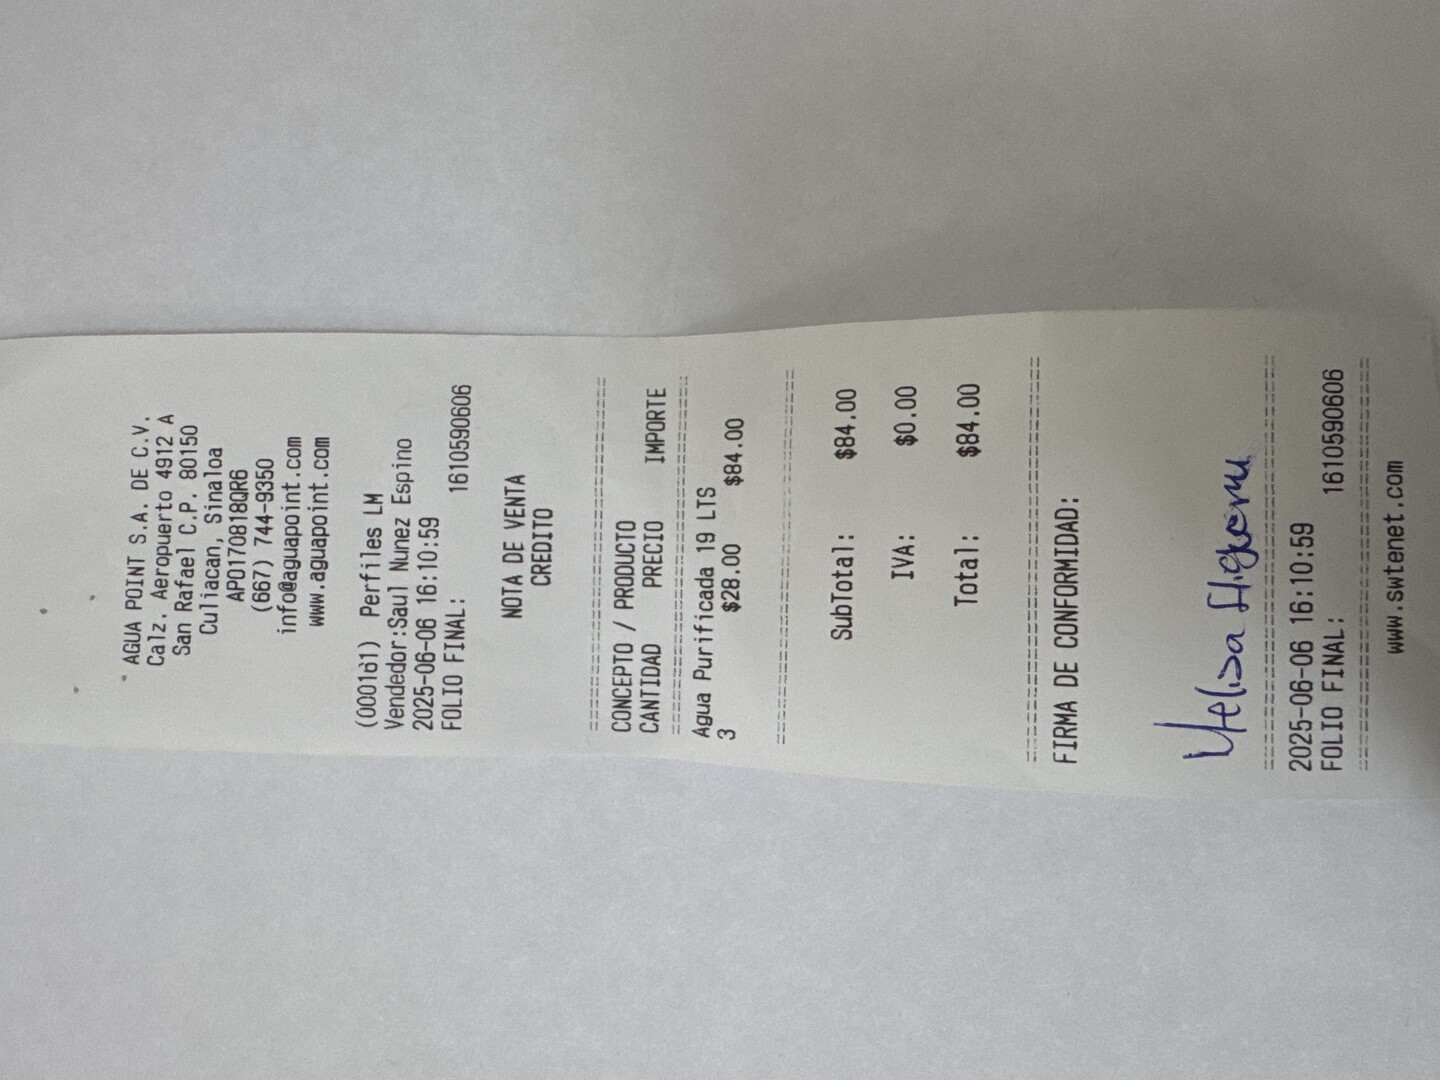 AGUA POINT S.A. DE C.V.
Calz. Aeropuerto 4912 A
San Rafael C.P. 80150
Culiacan, Sinaloa
APO170818QR6
(667) 744-9350
info@aguapoint.com
www.aguapoint.com
(000161) Perfiles LM
Vendedor:Saul Nunez Espino
2025-06-06 16:10:59
FOLIO FINAL: 1610590606
NOTA DE VENTA
CREDITO
CONCEPTO / PRODUCTO
CANTIDAD PRECIO IMPORTE
Agua Purificada 19 LTS
3 $28.00 $84.00
SubTotal: $84.00
IVA: $0.00
Total: $84.00
FIRMA DE CONFORMIDAD:
2025-06-06 16:10:59
FOLIO FINAL: 1610590606
www.swtenet.com